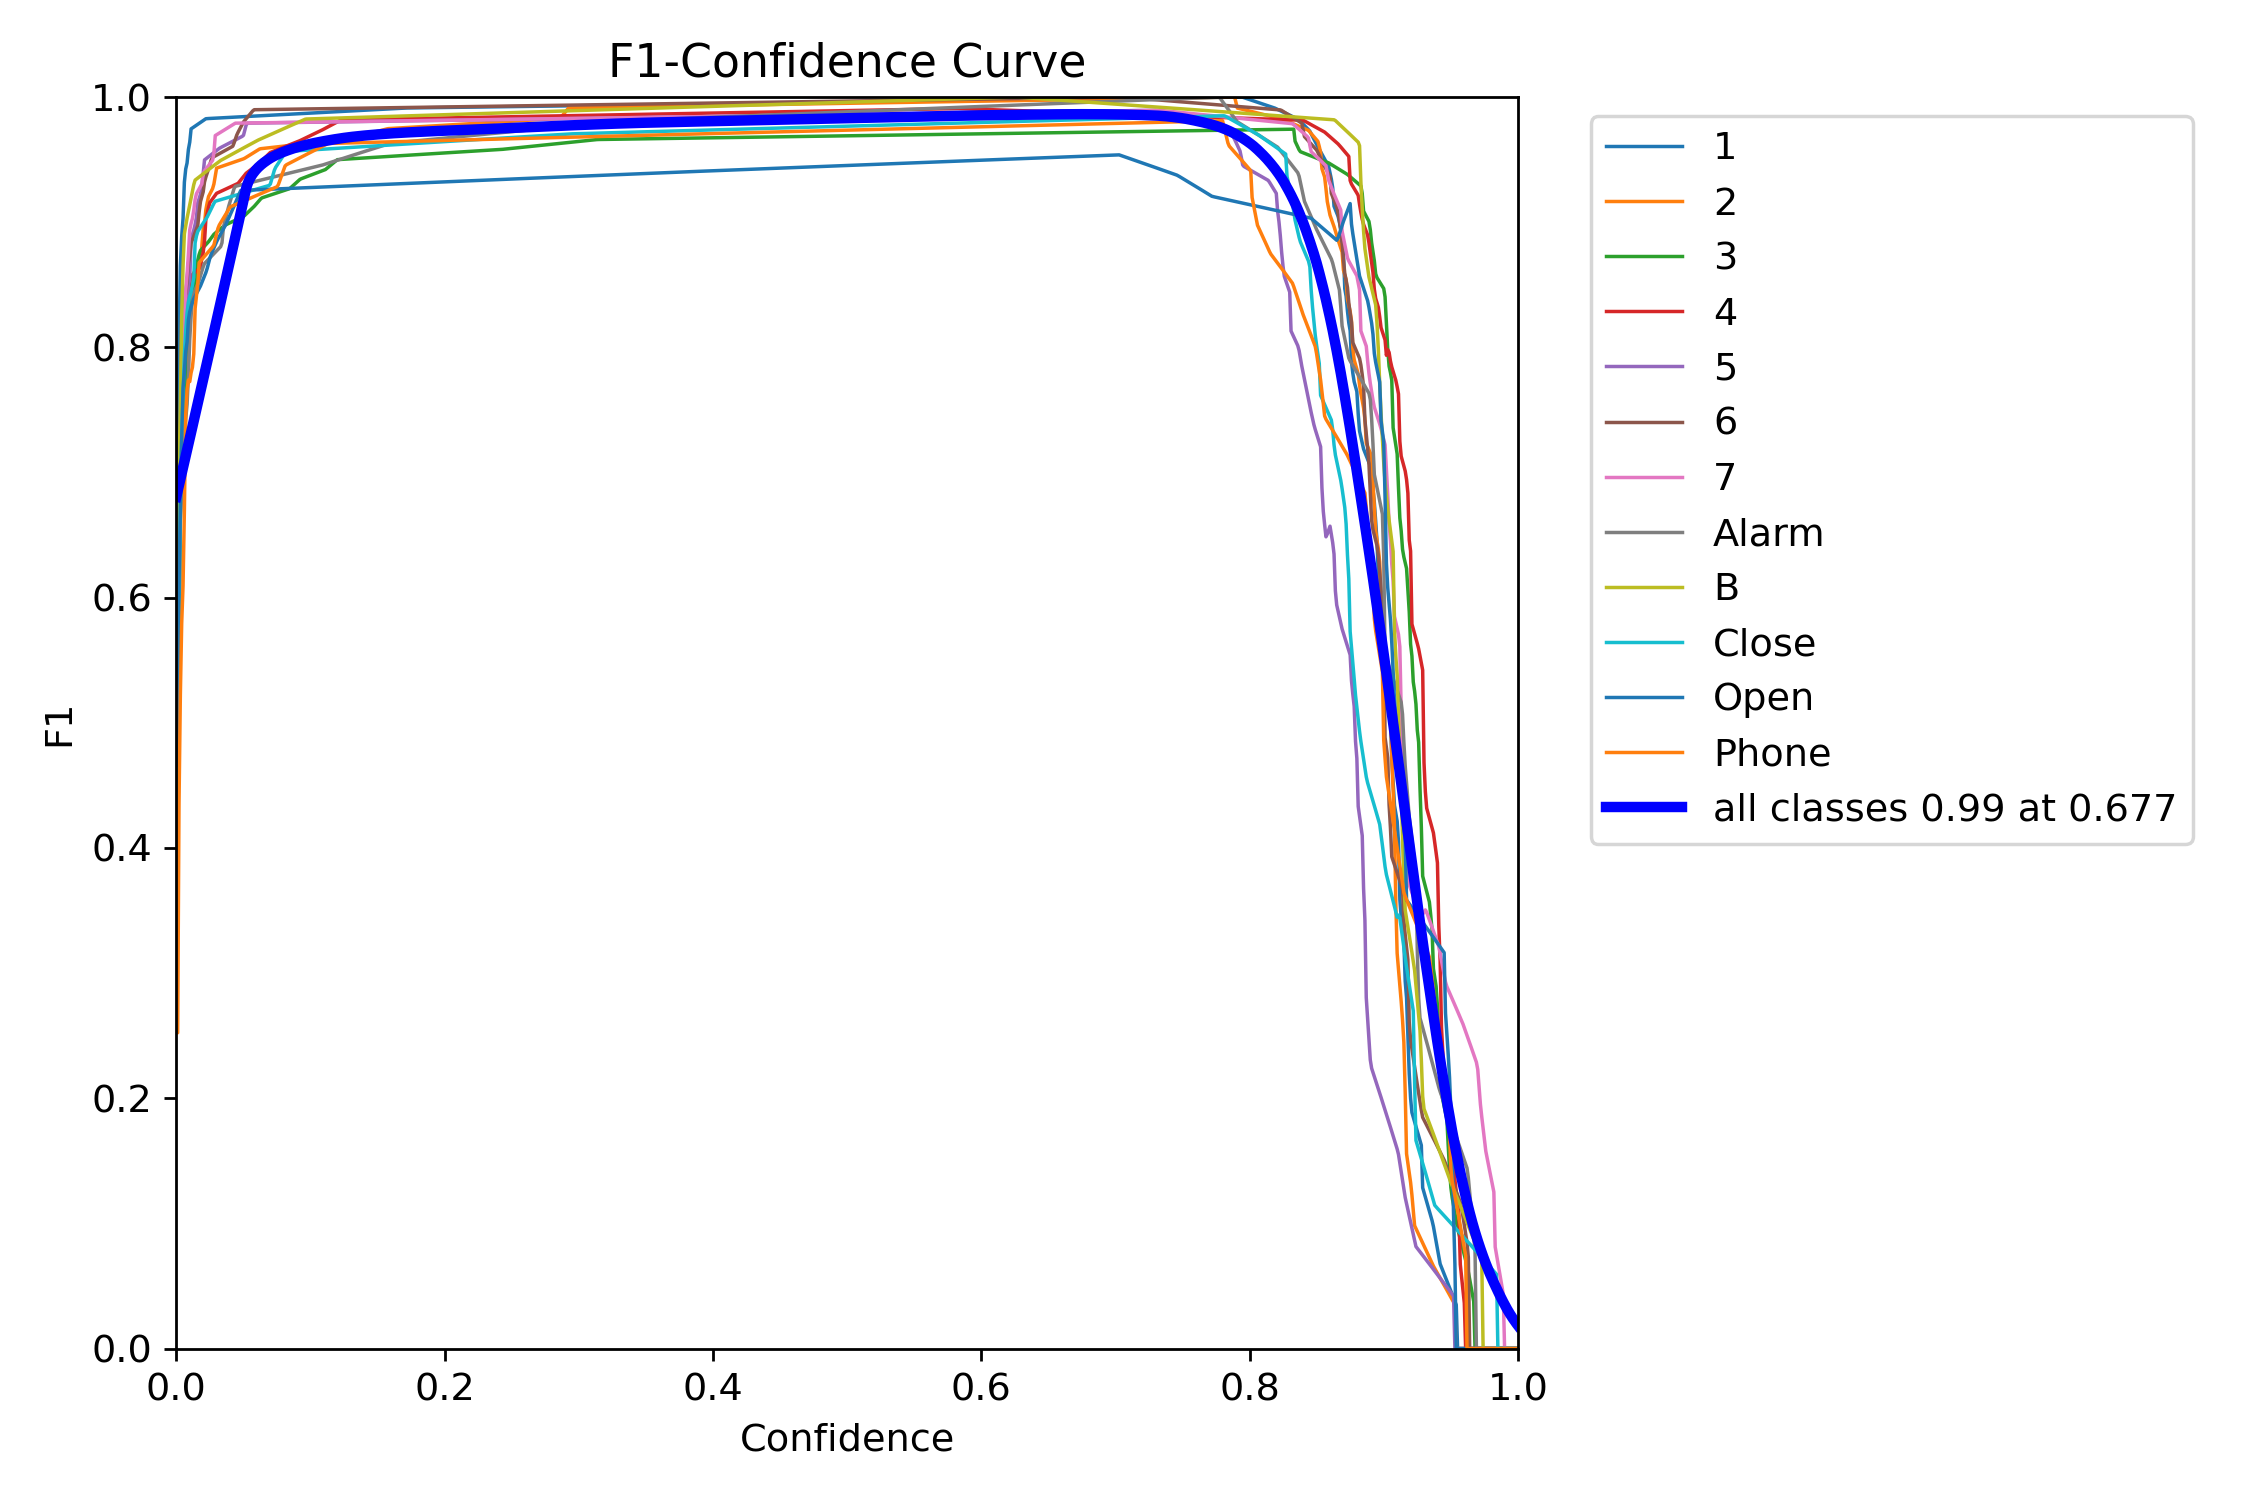 F1-Confidence Curve
1.0
0.8
0.6
0.4
0.2
0.0
F1
0.0 0.2 0.4 0.6 0.8 1.0
Confidence
1
2
3
4
5
6
7
Alarm
B
Close
Open
Phone
all classes 0.99 at 0.677